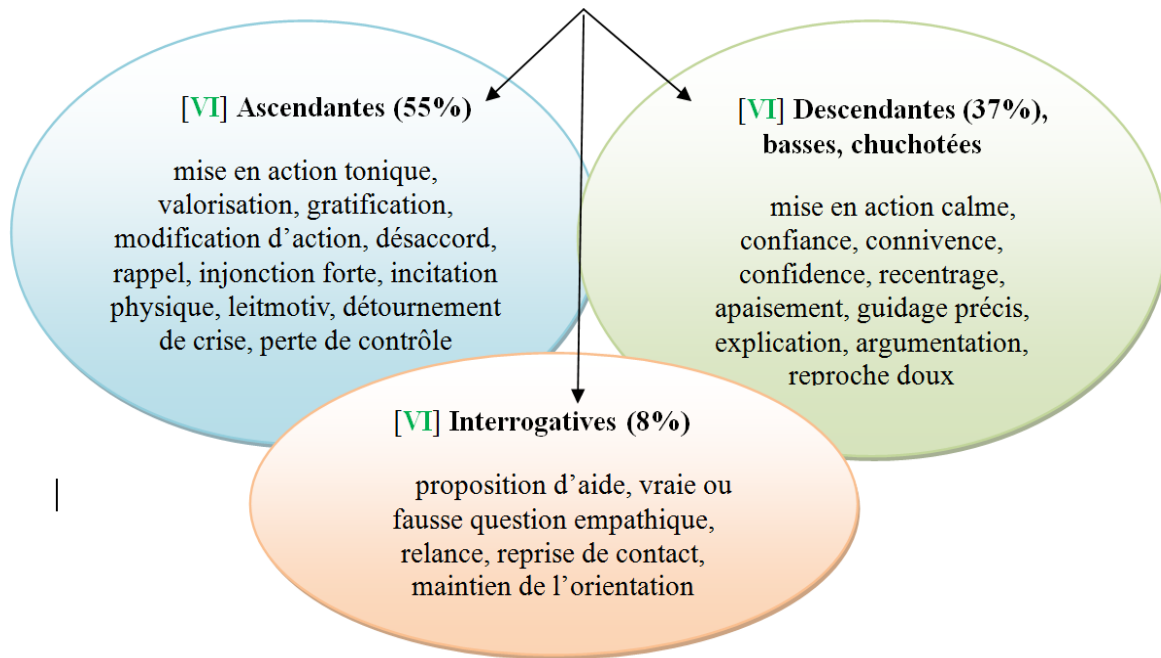 [VI] Ascendantes (55%)
mise en action tonique,
valorisation, gratification,
modification d’action, désaccord,
rappel, injonction forte, incitation
physique, leitmotiv, détournement
de crise, perte de contrôle
[VI] Descendantes (37%),
basses, chuchotées
mise en action calme,
confiance, connivence,
confidence, recentrage,
apaisement, guidage précis,
explication, argumentation,
reproche doux
[VI] Interrogatives (8%)
proposition d’aide, vraie ou
fausse question empathique,
relance, reprise de contact,
maintien de l’orientation